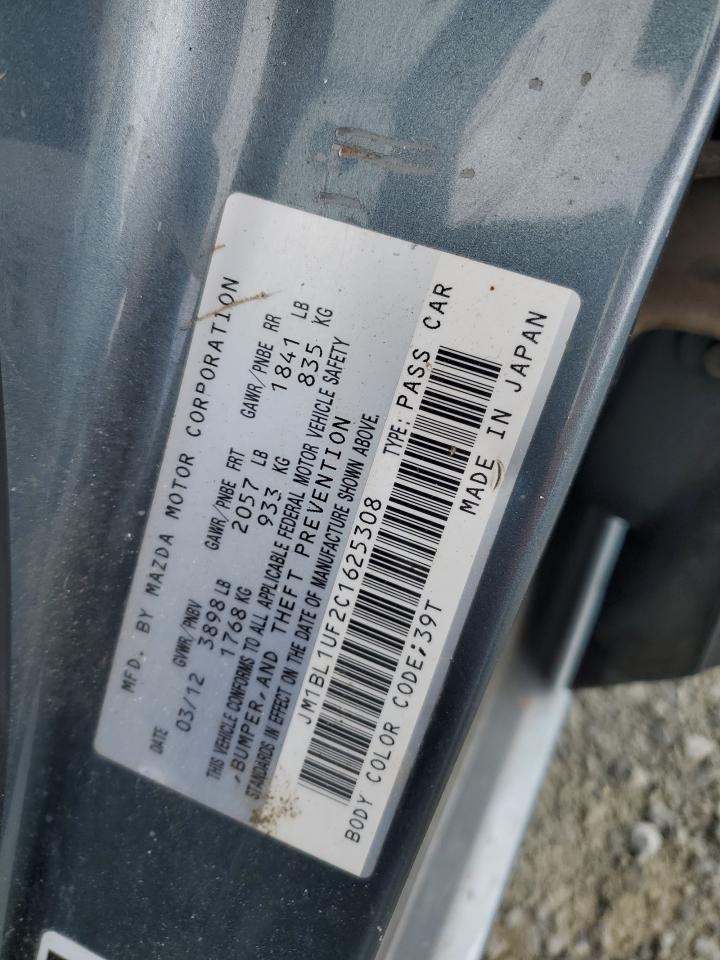 MFD. BY MAZDA MOTOR CORPORATION
DATE GVWR/PNBV GAWR/PNBE FRT GAWR/PNBE RR
03/12 3898 LB 2057 LB 1841 LB
1768 KG 933 KG 835 KG
THIS VEHICLE CONFORMS TO ALL APPLICABLE FEDERAL MOTOR VEHICLE SAFETY
, BUMPER, AND THEFT PREVENTION
STANDARDS IN EFFECT ON THE DATE OF MANUFACTURE SHOWN ABOVE.
JM1BL1UF2C1625308 TYPE: PASS CAR
BODY COLOR CODE;39T MADE IN JAPAN